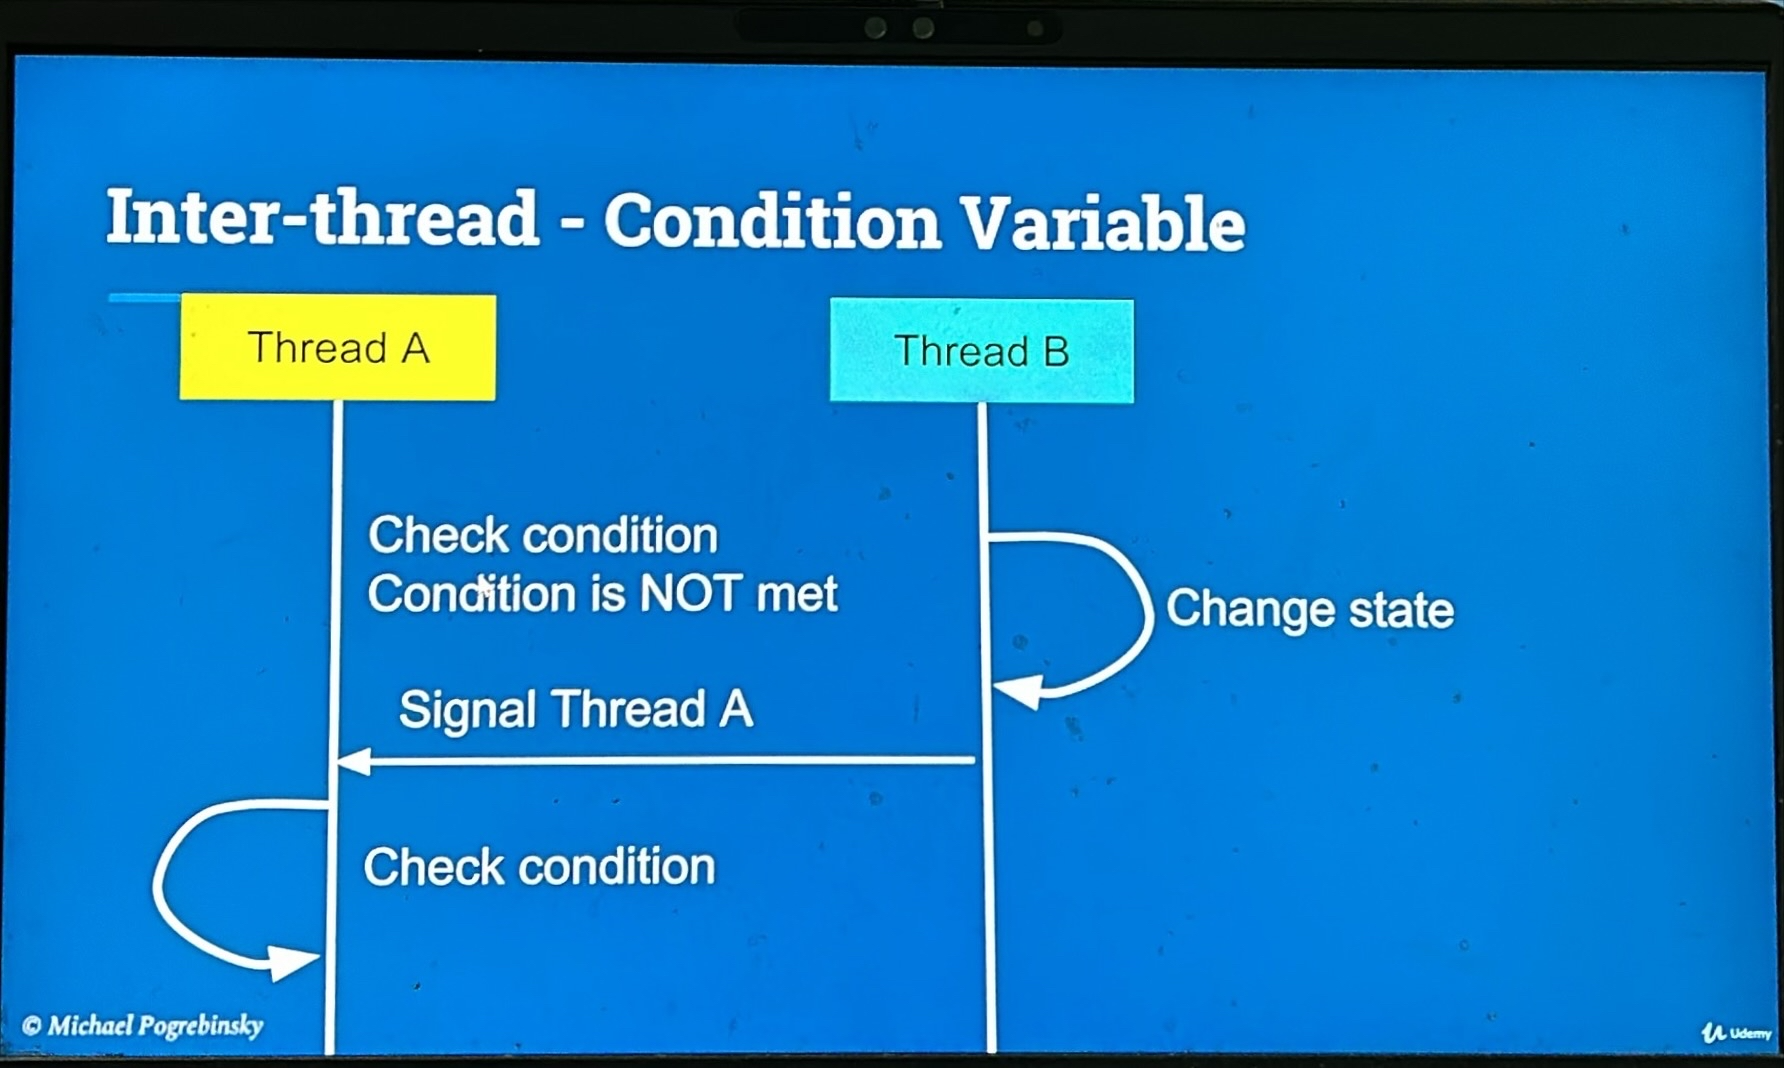 Inter-thread - Condition Variable
Thread A
Thread B
Check condition
Condition is NOT met
Change state
Signal Thread A
Check condition
© Michael Pogrebinsky
Udemy